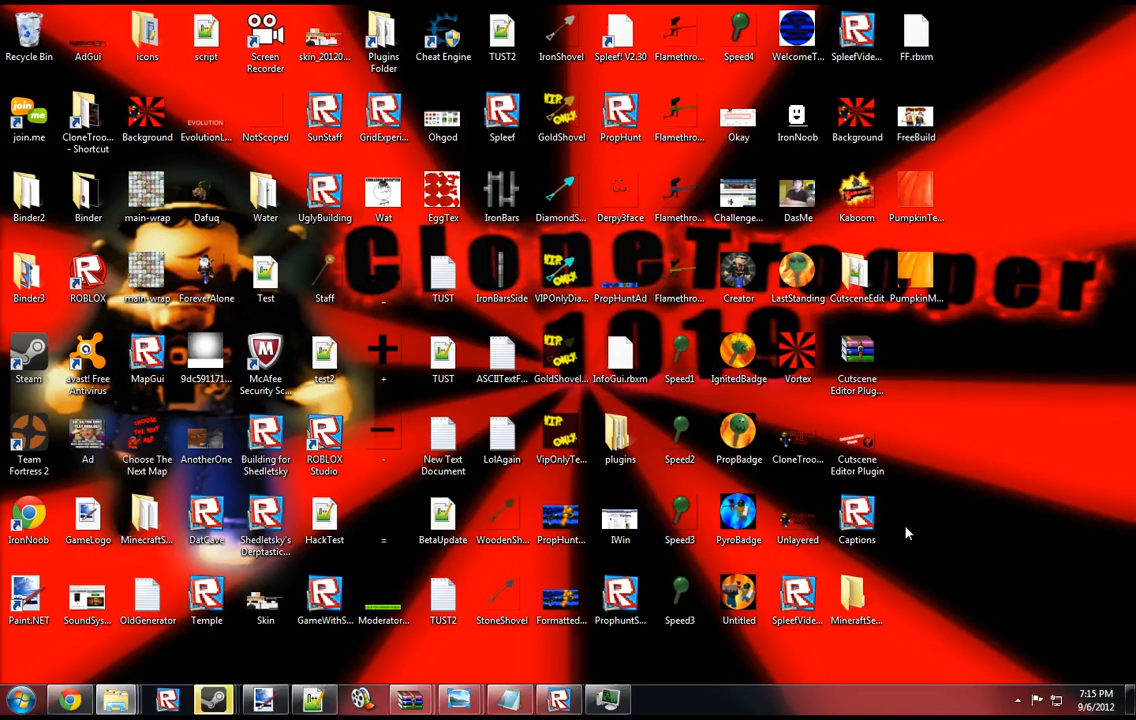 Recycle Bin
AdGui
icons
script
Screen Recorder
skin_20120...
Plugins Folder
Cheat Engine
TUST2
IronShovel
Spleef! V2.30
Flamethro...
Speed4
WelcomeT...
SpleefVide...
FF.rbxm
join.me
CloneTroo... - Shortcut
Background
EvolutionL...
NotScoped
SunStaff
GridExperi...
Ohgod
Spleef
GoldShovel
PropHunt
Flamethro...
Okay
IronNoob
Background
FreeBuild
Binder2
Binder
main-wrap
Dafuq
Water
UglyBuilding
Wat
EggTex
IronBars
DiamondS...
Derpy3face
Flamethro...
Challenge...
DasMe
Kaboom
PumpkinTe...
CloneTrooper
1019
Binder3
ROBLOX
main-wrap
ForeverAlone
Test
Staff
_
TUST
IronBarsSide
VIPOnlyDia...
PropHuntAd
Flamethro...
Creator
LastStanding
CutsceneEdit
PumpkinM...
Steam
avast! Free Antivirus
MapGui
9dc591171...
McAfee Security Sc...
test2
+
TUST
ASCIITextF...
GoldShovel...
InfoGui.rbxm
Speed1
IgnitedBadge
Vortex
Cutscene Editor Plug...
Team Fortress 2
Ad
Choose The Next Map
AnotherOne
Building for Shedletsky
ROBLOX Studio
-
New Text Document
LolAgain
VipOnlyTe...
plugins
Speed2
PropBadge
CloneTroo...
Cutscene Editor Plugin
IronNoob
GameLogo
MinecraftS...
DatCave
Shedletsky's Derptastic...
HackTest
=
BetaUpdate
WoodenSh...
PropHunt...
IWin
Speed3
PyroBadge
Unlayered
Captions
Paint.NET
SoundSys...
OldGenerator
Temple
Skin
GameWithS...
Moderator...
TUST2
StoneShovel
Formatted...
ProphuntS...
Speed3
Untitled
SpleefVide...
MineraftSe...
7:15 PM
9/6/2012